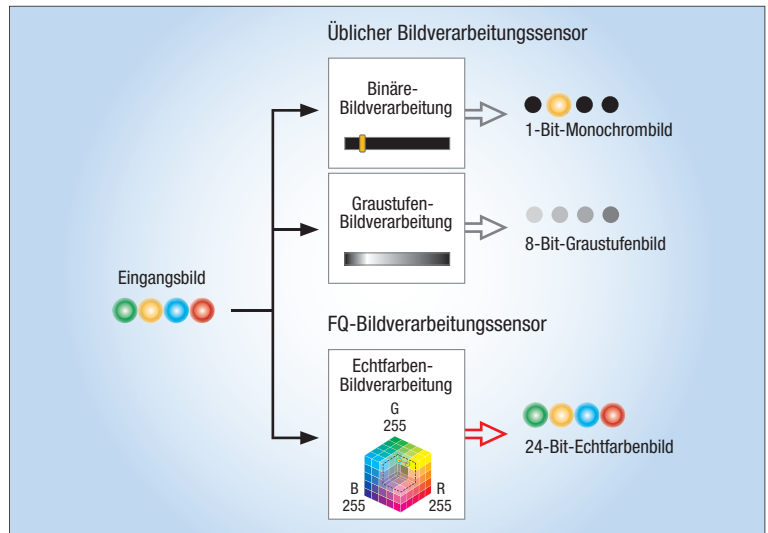 Üblicher Bildverarbeitungssensor
Binäre-
Bildverarbeitung
1-Bit-Monochrombild
Graustufen-
Bildverarbeitung
8-Bit-Graustufenbild
Eingangsbild
FQ-Bildverarbeitungssensor
Echtfarben-
Bildverarbeitung
G
255
24-Bit-Echtfarbenbild
B
255
R
255